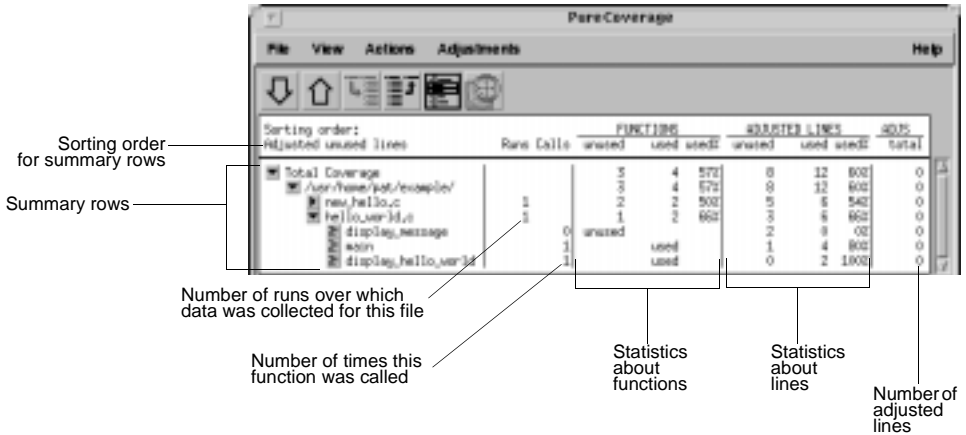 PureCoverage
File View Actions Adjustments Help
Sorting order:
Adjusted unused lines
Runs Calls
FUNCTIONS
unused used used%
ADJUSTED LINES
unused used used%
ADJS
total
Total Coverage 3 4 57% 8 12 60% 0
/usr/home/pat/example/ 3 4 57% 8 12 60% 0
new_hello.c 1 2 2 50% 5 6 54% 0
hello_world.c 1 1 2 66% 3 6 66% 0
display_message 0 unused 2 0 0% 0
main 1 used 1 4 80% 0
display_hello_world 1 used 0 2 100% 0
Sorting order
for summary rows
Summary rows
Number of runs over which
data was collected for this file
Number of times this
function was called
Statistics
about
functions
Statistics
about
lines
Number of
adjusted
lines